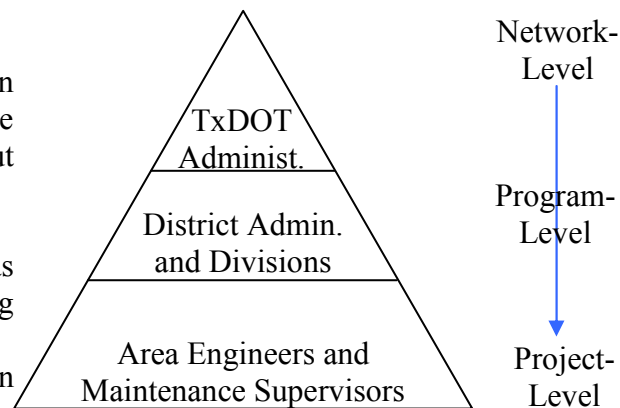 Network-
Level
TxDOT
Administ.
Program-
Level
District Admin.
and Divisions
Area Engineers and
Maintenance Supervisors
Project-
Level